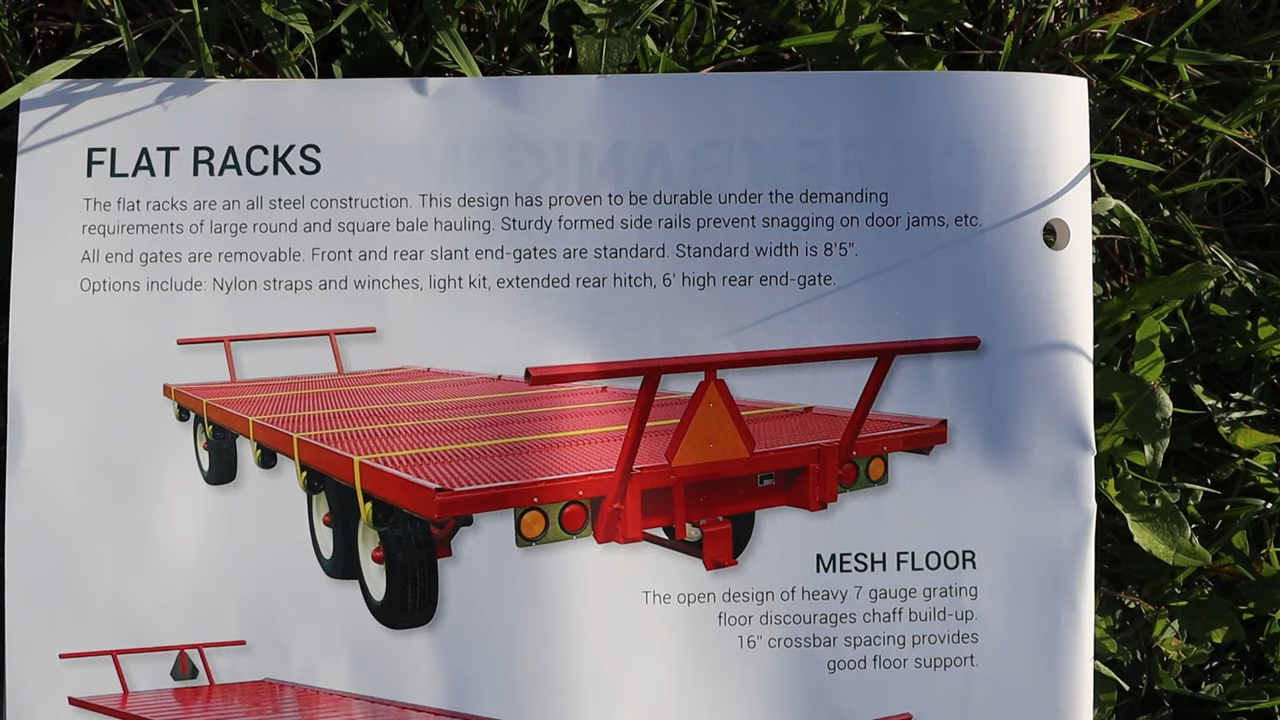 FLAT RACKS
The flat racks are an all steel construction. This design has proven to be durable under the demanding
requirements of large round and square bale hauling. Sturdy formed side rails prevent snagging on door jams, etc.
All end gates are removable. Front and rear slant end-gates are standard. Standard width is 8'5".
Options include: Nylon straps and winches, light kit, extended rear hitch, 6' high rear end-gate.
MESH FLOOR
The open design of heavy 7 gauge grating
floor discourages chaff build-up.
16" crossbar spacing provides
good floor support.